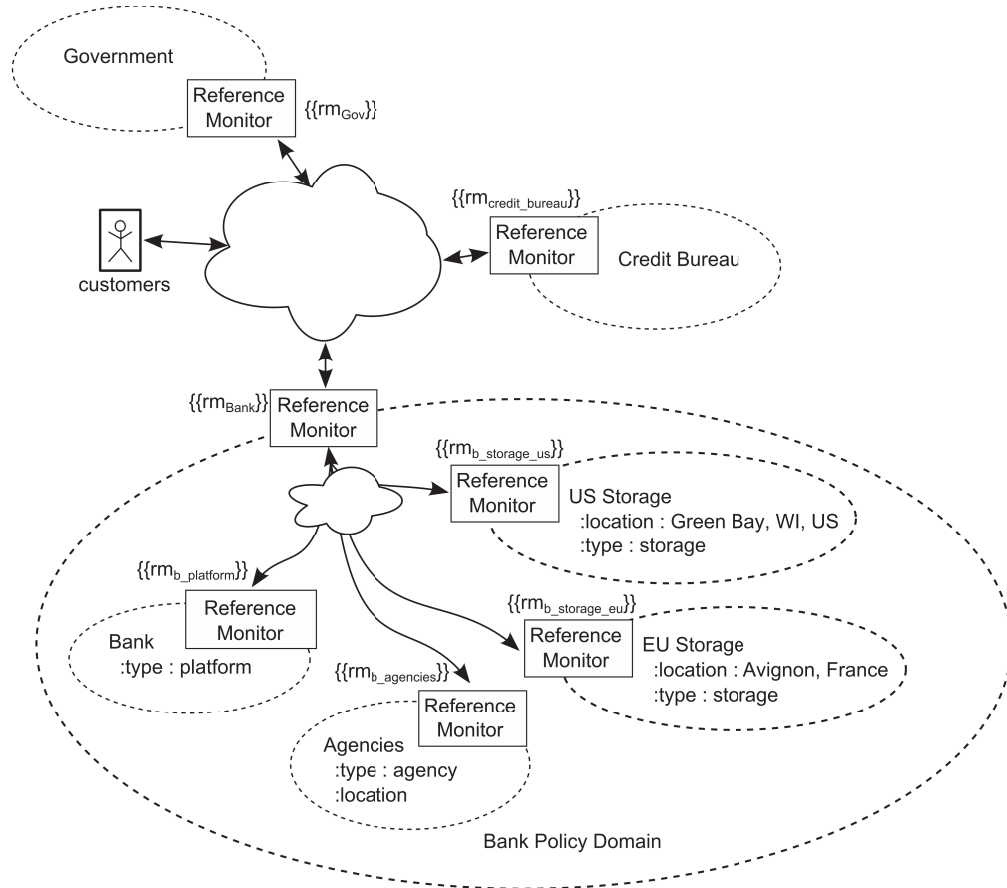 Government
Reference
Monitor
{{rmGov}}
{{rmcredit_bureau}}
Reference
Monitor
Credit Bureau
customers
{{rmBank}}
Reference
Monitor
{{rmb_storage_us}}
Reference
Monitor
US Storage
:location : Green Bay, WI, US
:type : storage
{{rmb_platform}}
Reference
Monitor
Bank
:type : platform
{{rmb_storage_eu}}
Reference
Monitor
EU Storage
:location : Avignon, France
:type : storage
{{rmb_agencies}}
Reference
Monitor
Agencies
:type : agency
:location
Bank Policy Domain